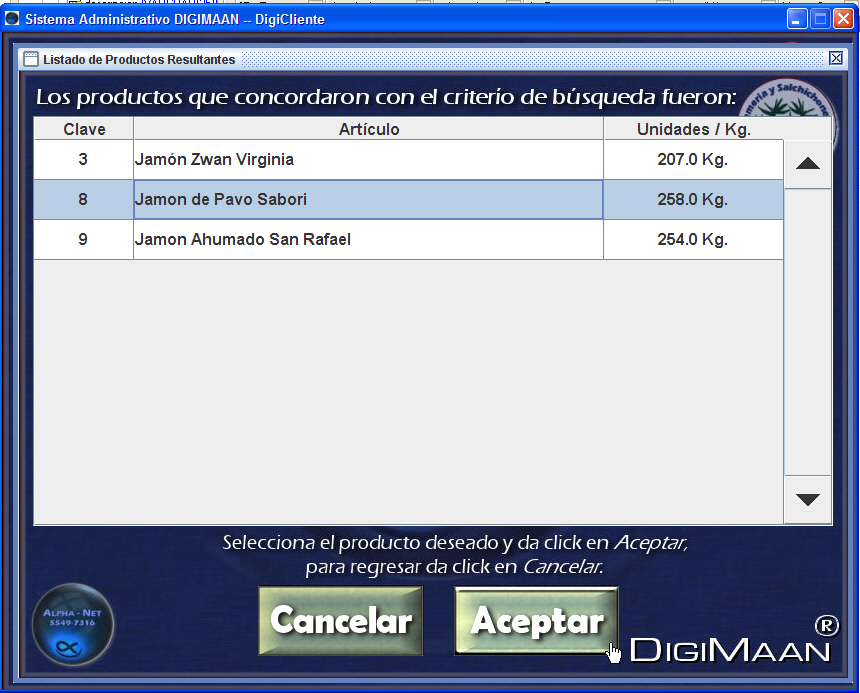 Sistema Administrativo DIGIMAAN -- DigiCliente
Listado de Productos Resultantes
Los productos que concordaron con el criterio de búsqueda fueron:
Clave Artículo Unidades / Kg.
3 Jamón Zwan Virginia 207.0 Kg.
8 Jamon de Pavo Sabori 258.0 Kg.
9 Jamon Ahumado San Rafael 254.0 Kg.
Selecciona el producto deseado y da click en Aceptar,
para regresar da click en Cancelar.
Cancelar Aceptar
ALPHA - NET
5549-7316
DIGIMAAN ®